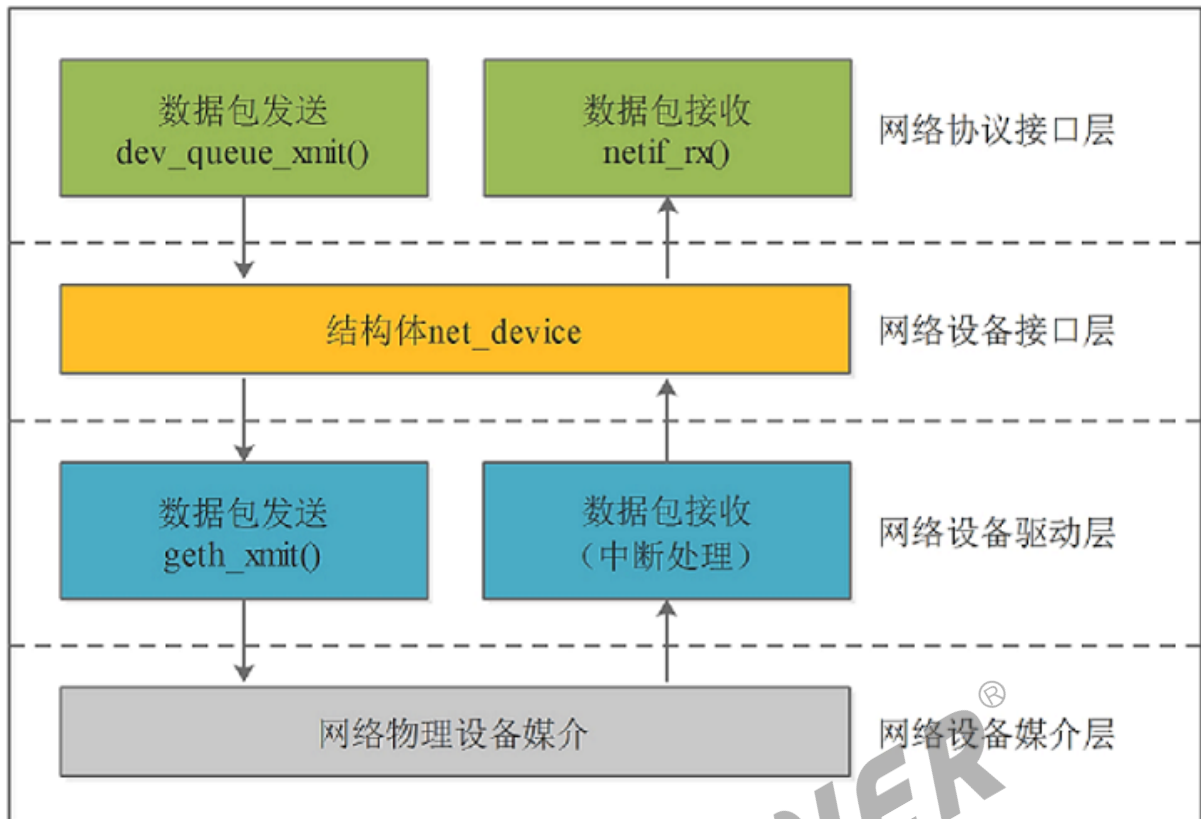 数据包发送
dev_queue_xmit()
数据包接收
netif_rx()
网络协议接口层
结构体net_device
网络设备接口层
数据包发送
geth_xmit()
数据包接收
（中断处理）
网络设备驱动层
网络物理设备媒介
网络设备媒介层
NER®